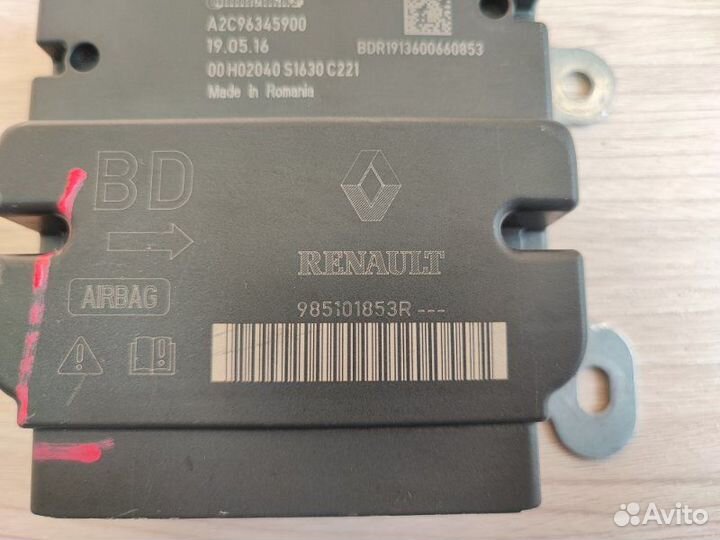 A2C96345900
19.05.16
BDR1913600660853
00 H02040 S1630 C221
Made in Romania
BD
RENAULT
AIRBAG
985101853R ---
Avito